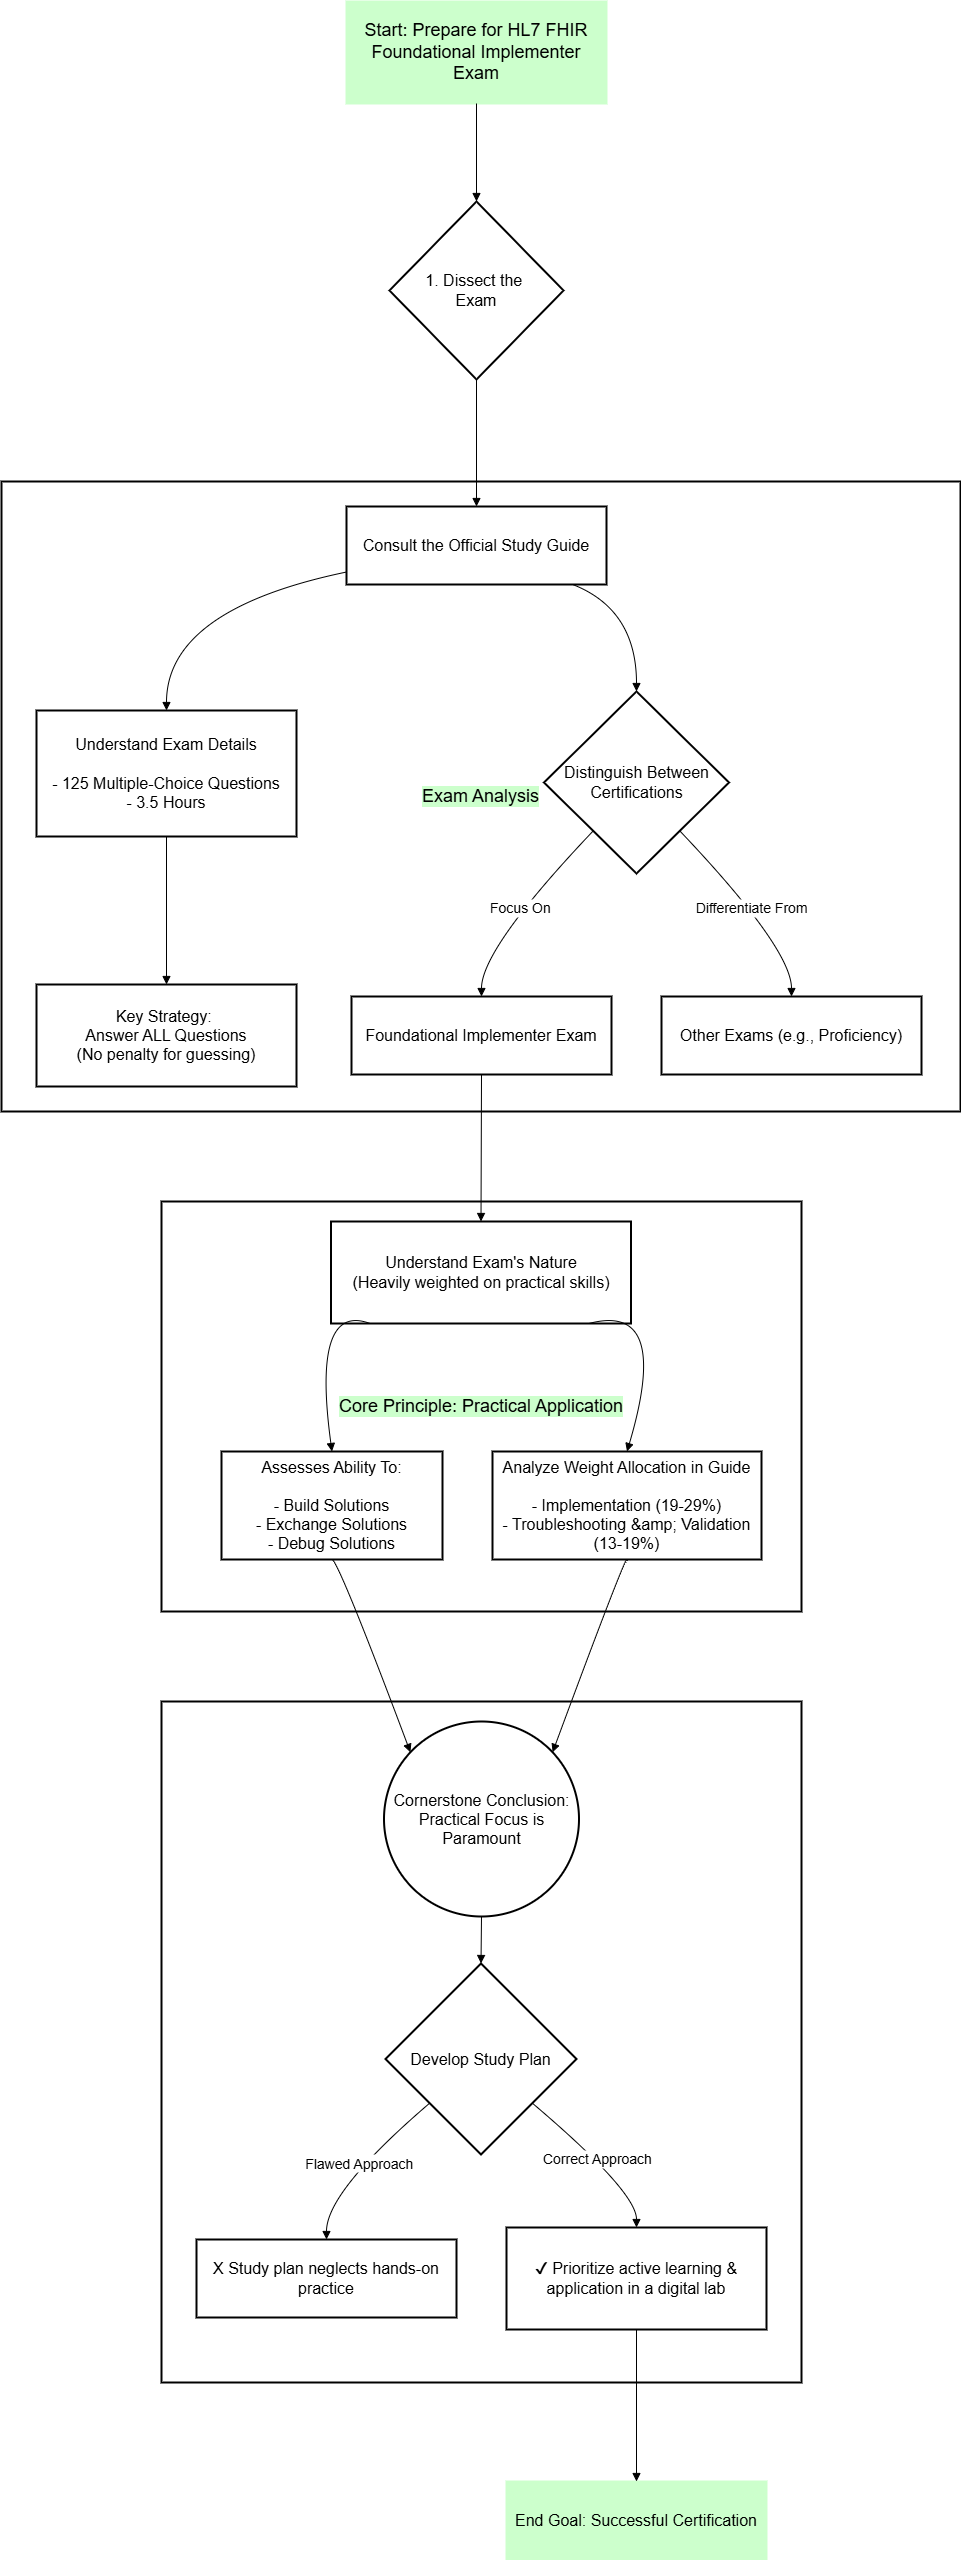 Start: Prepare for HL7 FHIR
Foundational Implementer
Exam
1. Dissect the
Exam
Consult the Official Study Guide
Understand Exam Details
- 125 Multiple-Choice Questions
- 3.5 Hours
Exam Analysis
Distinguish Between
Certifications
Focus On
Differentiate From
Key Strategy:
Answer ALL Questions
(No penalty for guessing)
Foundational Implementer Exam
Other Exams (e.g., Proficiency)
Understand Exam's Nature
(Heavily weighted on practical skills)
Core Principle: Practical Application
Assesses Ability To:
- Build Solutions
- Exchange Solutions
- Debug Solutions
Analyze Weight Allocation in Guide
- Implementation (19-29%)
- Troubleshooting &amp; Validation
(13-19%)
Cornerstone Conclusion:
Practical Focus is
Paramount
Develop Study Plan
Flawed Approach
Correct Approach
X Study plan neglects hands-on
practice
✓ Prioritize active learning &
application in a digital lab
End Goal: Successful Certification